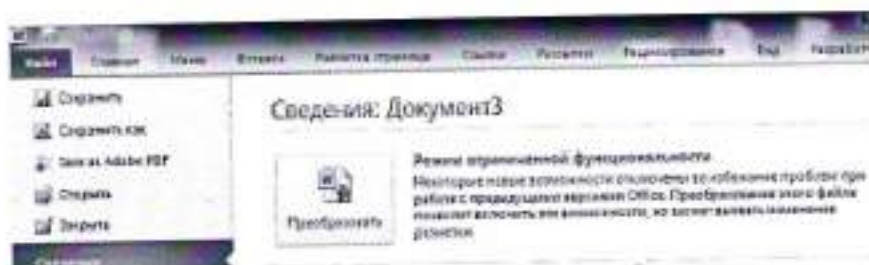 Файл Главная Меню Вставка Разметка страницы Ссылки Рассылки Рецензирование Вид
Сохранить
Сохранить как
Save as Adobe PDF
Открыть
Закрыть
Сведения
Сведения: Документ3
Преобразовать
Режим ограниченной функциональности
Некоторые новые возможности отключены во избежание проблем при
работе с предыдущими версиями Office. Преобразование этого файла
позволит включить эти возможности, но может вызвать изменение
разметки.